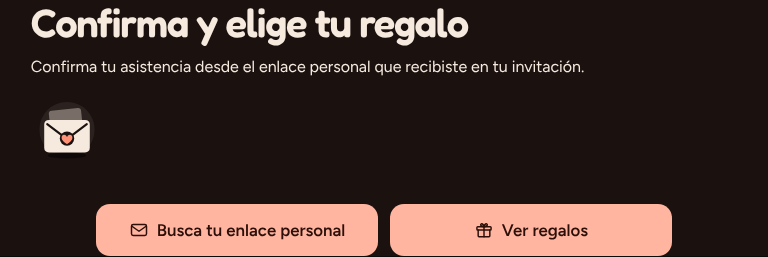 Confirma y elige tu regalo
Confirma tu asistencia desde el enlace personal que recibiste en tu invitación.
Busca tu enlace personal
Ver regalos